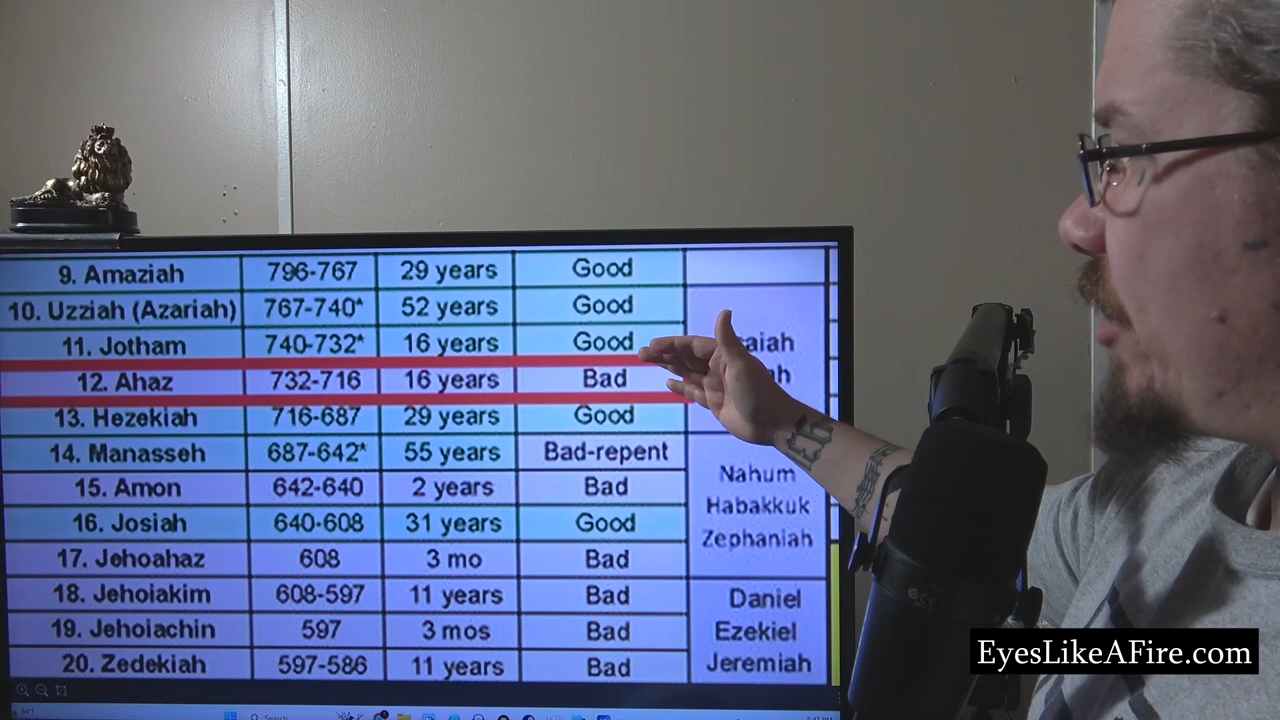 9. Amaziah 796-767 29 years Good
10. Uzziah (Azariah) 767-740* 52 years Good
11. Jotham 740-732* 16 years Good
12. Ahaz 732-716 16 years Bad
13. Hezekiah 716-687 29 years Good
14. Manasseh 687-642* 55 years Bad-repent
15. Amon 642-640 2 years Bad
16. Josiah 640-608 31 years Good
17. Jehoahaz 608 3 mo Bad
18. Jehoiakim 608-597 11 years Bad
19. Jehoiachin 597 3 mos Bad
20. Zedekiah 597-586 11 years Bad
Nahum
Habakkuk
Zephaniah
Daniel
Ezekiel
Jeremiah
Search
EyesLikeAFire.com